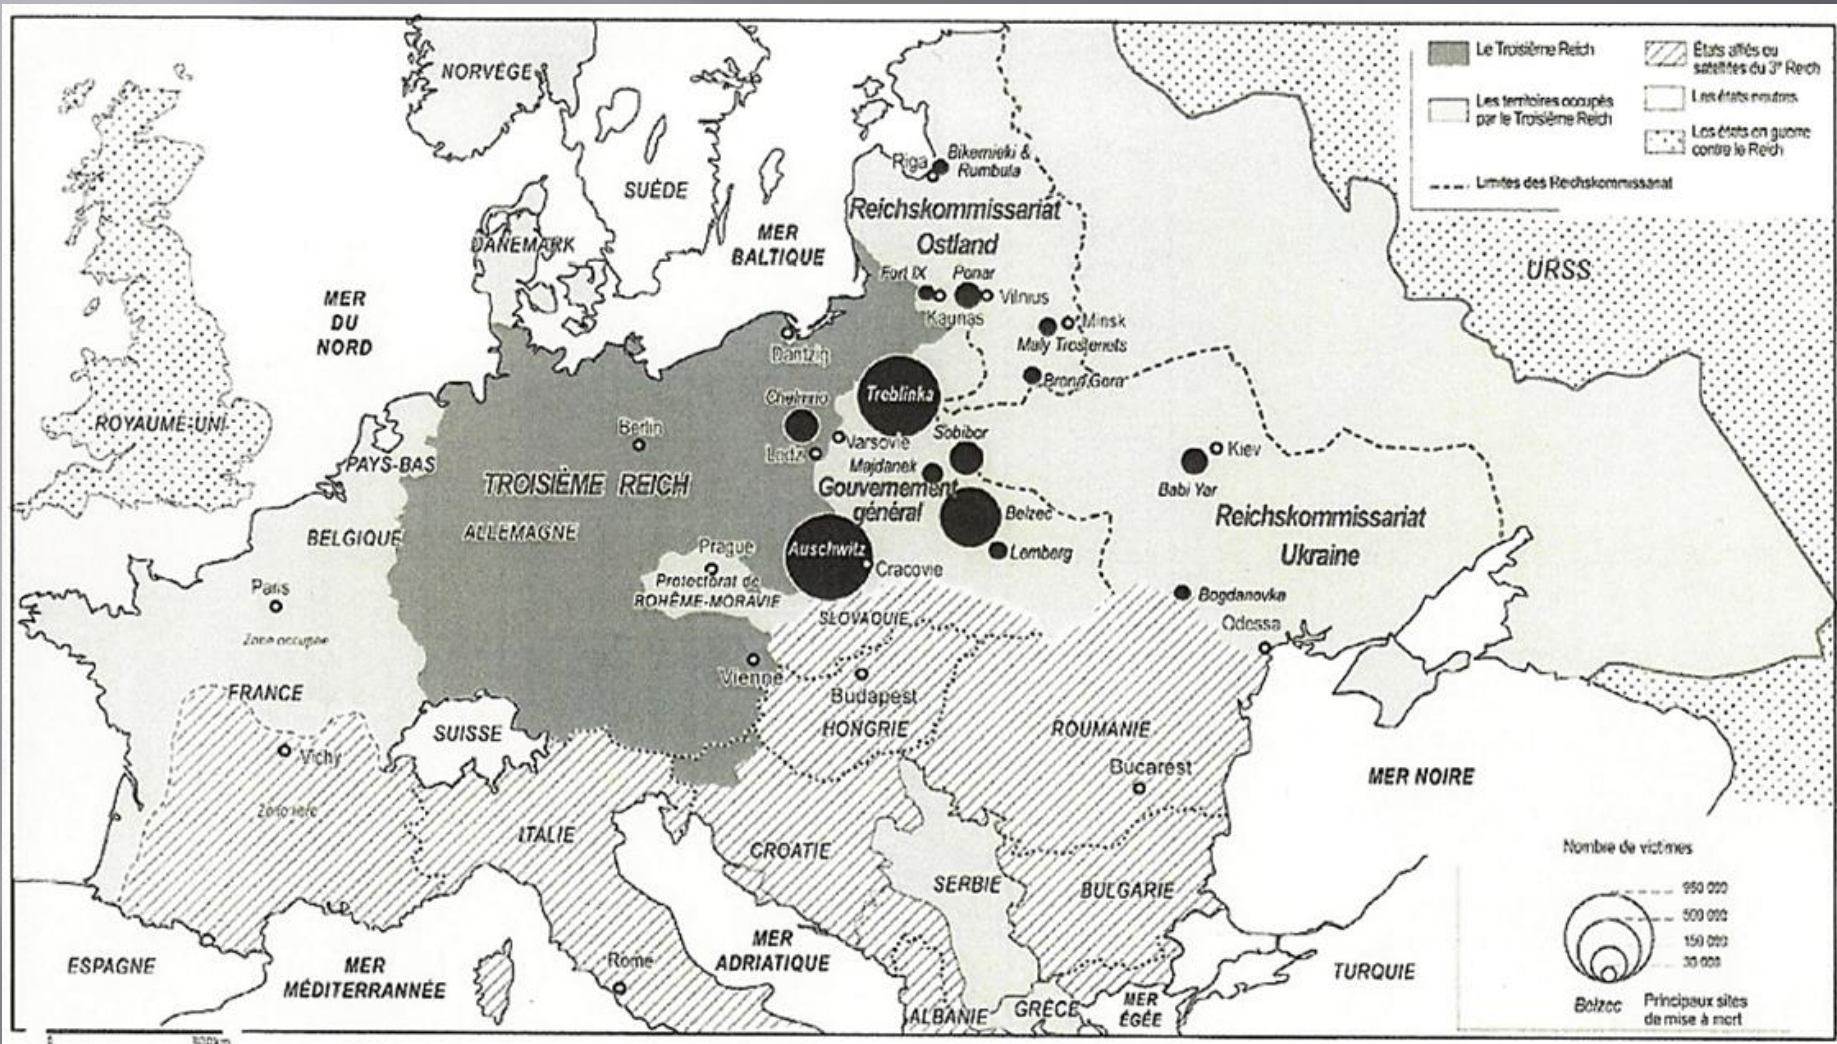 NORVÈGE
SUÈDE
DANEMARK
MER
BALTIQUE
MER
DU
NORD
ROYAUME-UNI
PAYS-BAS
BELGIQUE
Paris
Zone occupée
FRANCE
Vichy
Zone libre
ESPAGNE
MER
MÉDITERRANNÉE
SUISSE
ITALIE
Rome
MER
ADRIATIQUE
Berlin
TROISIÈME REICH
ALLEMAGNE
Prague
Protectorat de
BOHÊME-MORAVIE
Vienne
Dantzig
Chelmno
Lodz
Varsovie
Treblinka
Sobibor
Majdanek
Gouvernement
général
Belzec
Lemberg
Auschwitz
Cracovie
Riga
Bikernieki &
Rumbula
Reichskommissariat
Ostland
Fort IX
Ponar
Vilnius
Kaunas
Minsk
Maly Trostenets
Brona Gora
Kiev
Babi Yar
Reichskommissariat
Ukraine
Bogdanovka
Odessa
SLOVAQUIE
Budapest
HONGRIE
ROUMANIE
Bucarest
CROATIE
SERBIE
BULGARIE
ALBANIE
GRÈCE
MER
ÉGÉE
TURQUIE
MER NOIRE
URSS
Le Troisième Reich
Les territoires occupés
par le Troisième Reich
Limites des Reichskommissariat
États alliés ou
satellites du 3e Reich
Les états neutres
Les états en guerre
contre le Reich
Nombre de victimes
950 000
500 000
150 000
30 000
Belzec
Principaux sites
de mise à mort